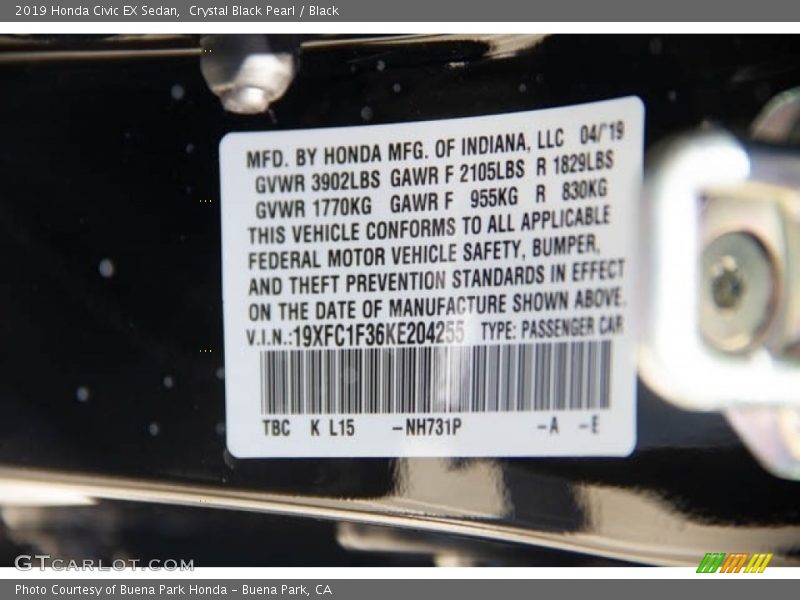 2019 Honda Civic EX Sedan,  Crystal Black Pearl / Black
MFD. BY HONDA MFG. OF INDIANA, LLC 04/'19
GVWR 3902LBS GAWR F 2105LBS R 1829LBS
GVWR 1770KG GAWR F 955KG R 830KG
THIS VEHICLE CONFORMS TO ALL APPLICABLE
FEDERAL MOTOR VEHICLE SAFETY, BUMPER,
AND THEFT PREVENTION STANDARDS IN EFFECT
ON THE DATE OF MANUFACTURE SHOWN ABOVE.
V.I.N.:19XFC1F36KE204255 TYPE: PASSENGER CAR
TBC K L15 -NH731P -A -E
GTCARLOT.COM
Photo Courtesy of Buena Park Honda - Buena Park, CA